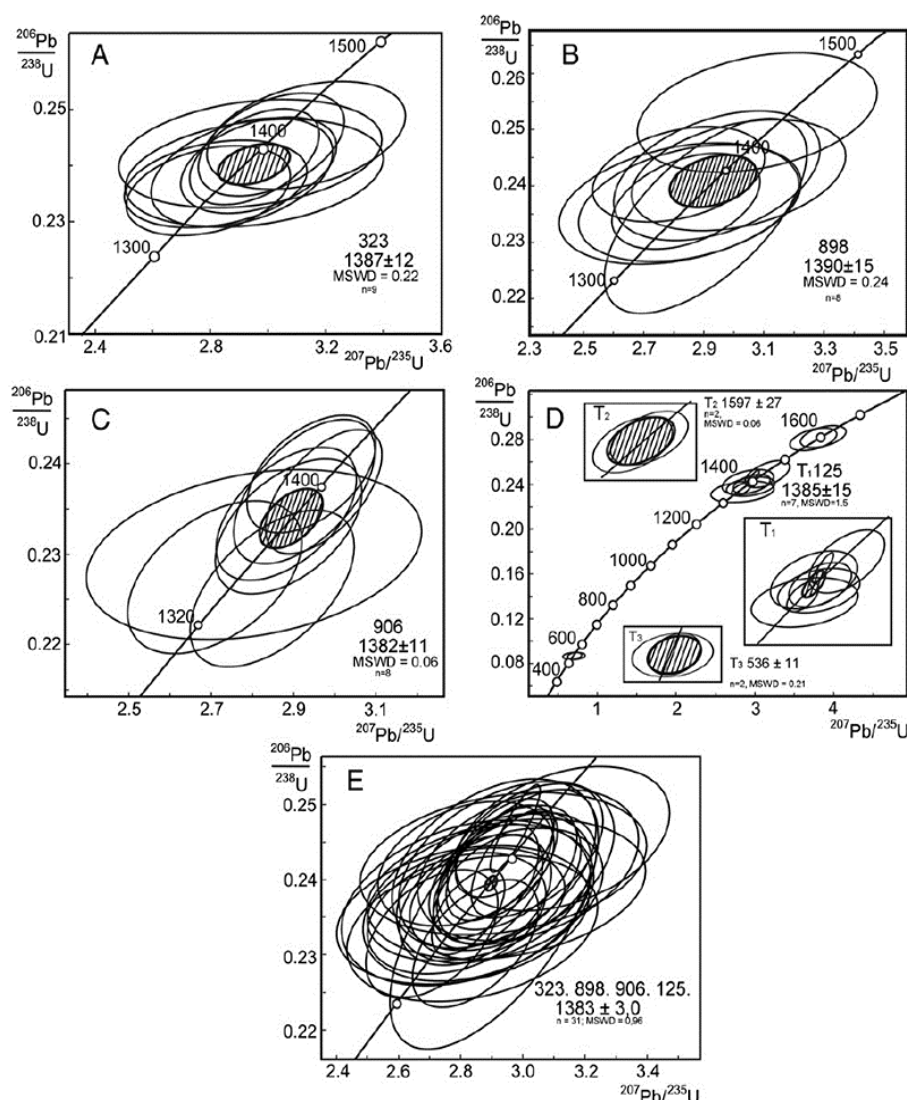 A
²⁰⁶Pb
²³⁸U
0.25
0.23
0.21
1500
1400
1300
323
1387±12
MSWD = 0.22
n=9
2.4 2.8 3.2 3.6
²⁰⁷Pb/²³⁵U
B
²⁰⁶Pb
²³⁸U
0.26
0.25
0.24
0.23
0.22
1500
1400
1300
898
1390±15
MSWD = 0.24
n=8
2.3 2.5 2.7 2.9 3.1 3.3 3.5
²⁰⁷Pb/²³⁵U
C
²⁰⁶Pb
²³⁸U
0.24
0.23
0.22
1400
1320
906
1382±11
MSWD = 0.06
n=8
2.5 2.7 2.9 3.1
²⁰⁷Pb/²³⁵U
D
²⁰⁶Pb
²³⁸U
0.28
0.24
0.20
0.16
0.12
0.08
T₂
T₂ 1597 ± 27
n=2,
MSWD = 0.06
1600
1400
T₁125
1385±15
n=7, MSWD=1.5
1200
1000
800
600
400
T₁
T₃
T₃ 536 ± 11
n=2, MSWD = 0.21
1 2 3 4
²⁰⁷Pb/²³⁵U
E
²⁰⁶Pb
²³⁸U
0.25
0.24
0.23
0.22
323. 898. 906. 125.
1383 ± 3,0
n = 31; MSWD = 0,96
2.4 2.6 2.8 3.0 3.2 3.4
²⁰⁷Pb/²³⁵U